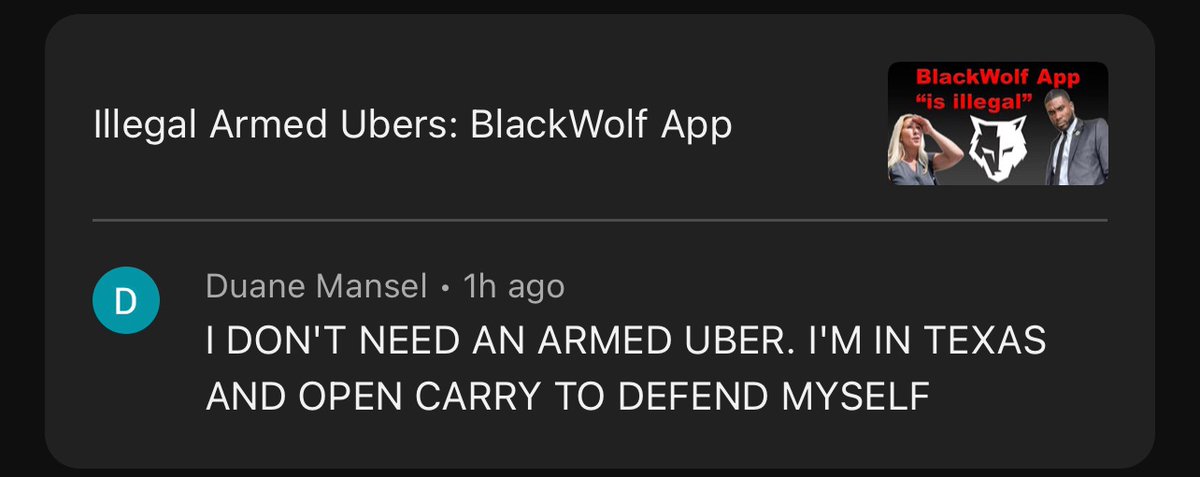 BlackWolf App
"is illegal"
Illegal Armed Ubers: BlackWolf App
D
Duane Mansel • 1h ago
I DON'T NEED AN ARMED UBER. I'M IN TEXAS
AND OPEN CARRY TO DEFEND MYSELF